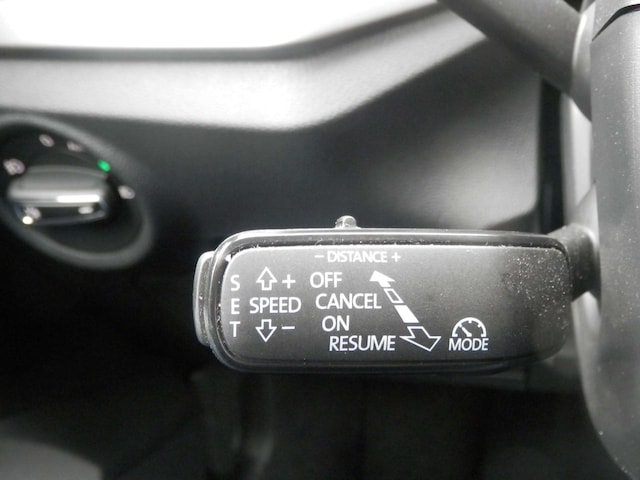 - DISTANCE +
S + OFF
E SPEED CANCEL
T - ON
RESUME MODE